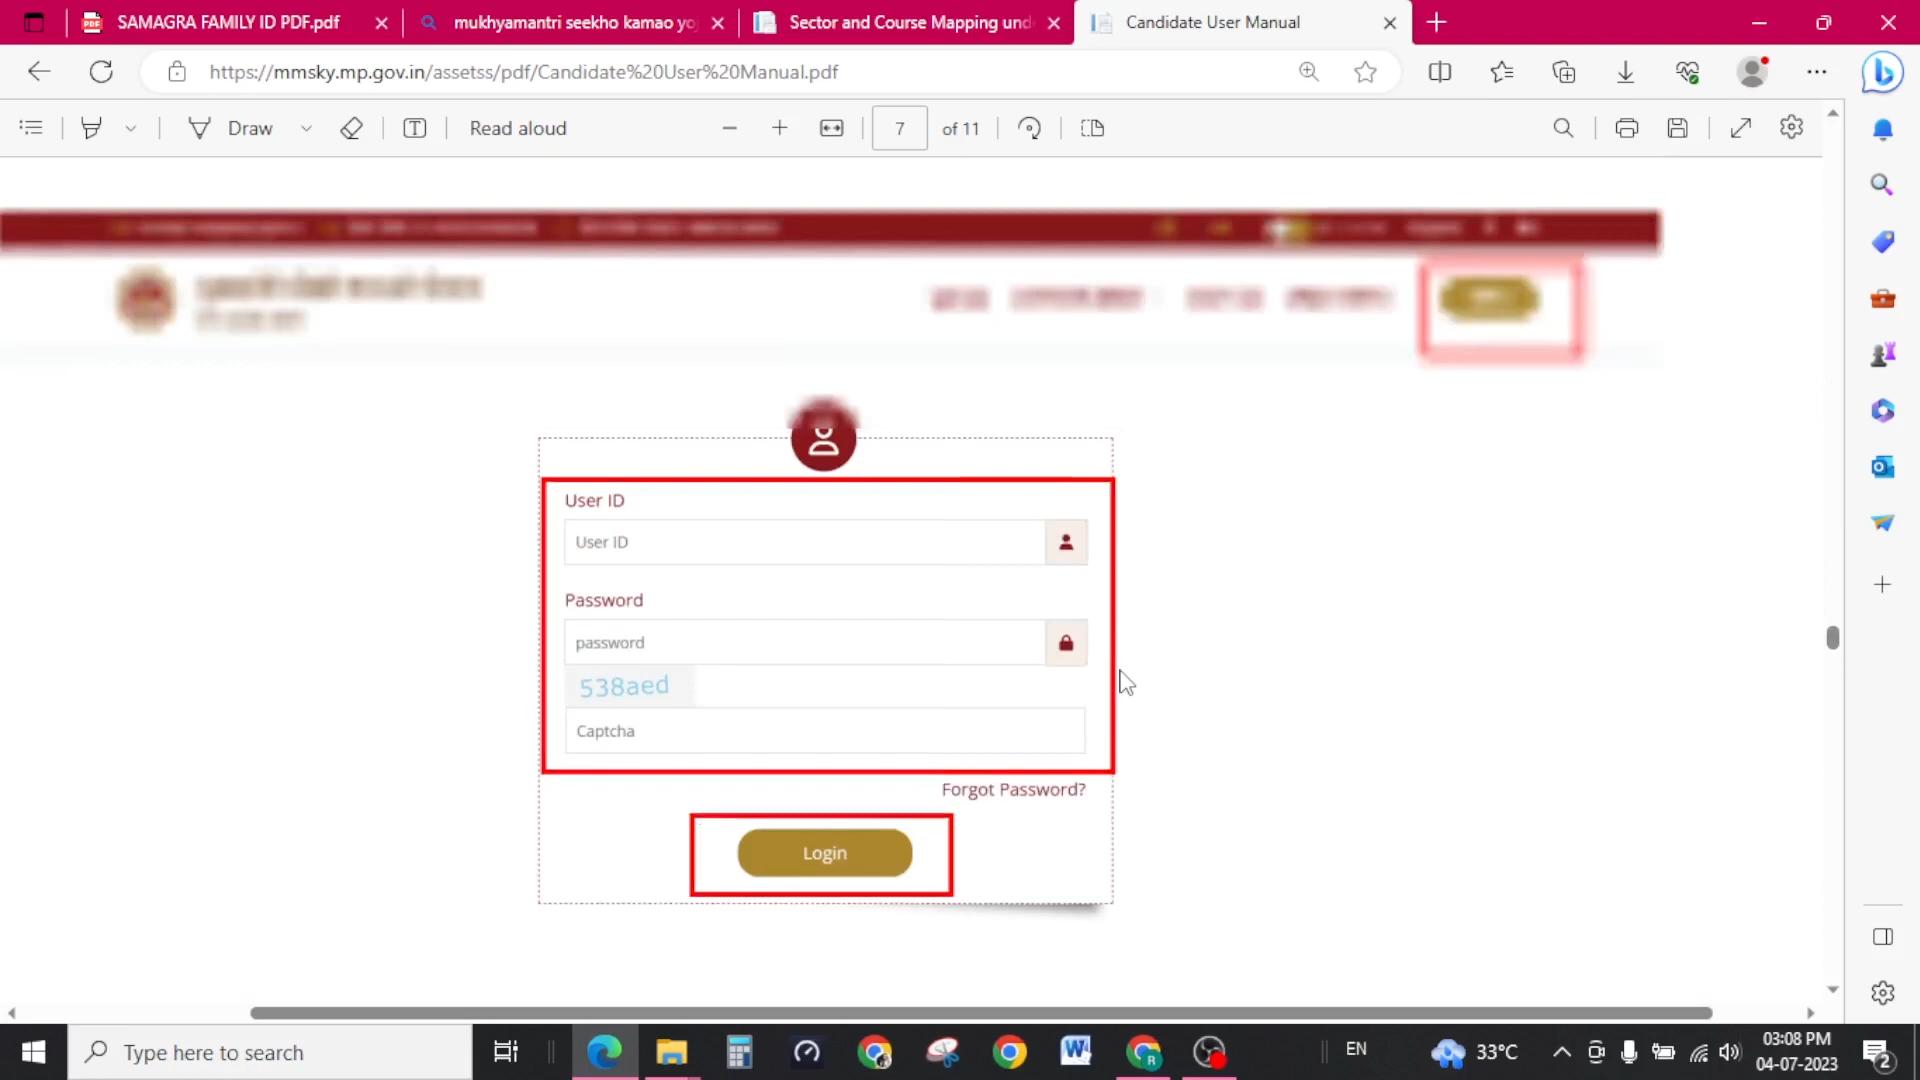 SAMAGRA FAMILY ID PDF.pdf
mukhyamantri seekho kamao yo
Sector and Course Mapping und
Candidate User Manual
https://mmsky.mp.gov.in/assetss/pdf/Candidate%20User%20Manual.pdf
Draw
Read aloud
7
of 11
User ID
User ID
Password
password
538aed
Captcha
Forgot Password?
Login
Type here to search
EN
33°C
03:08 PM
04-07-2023
2